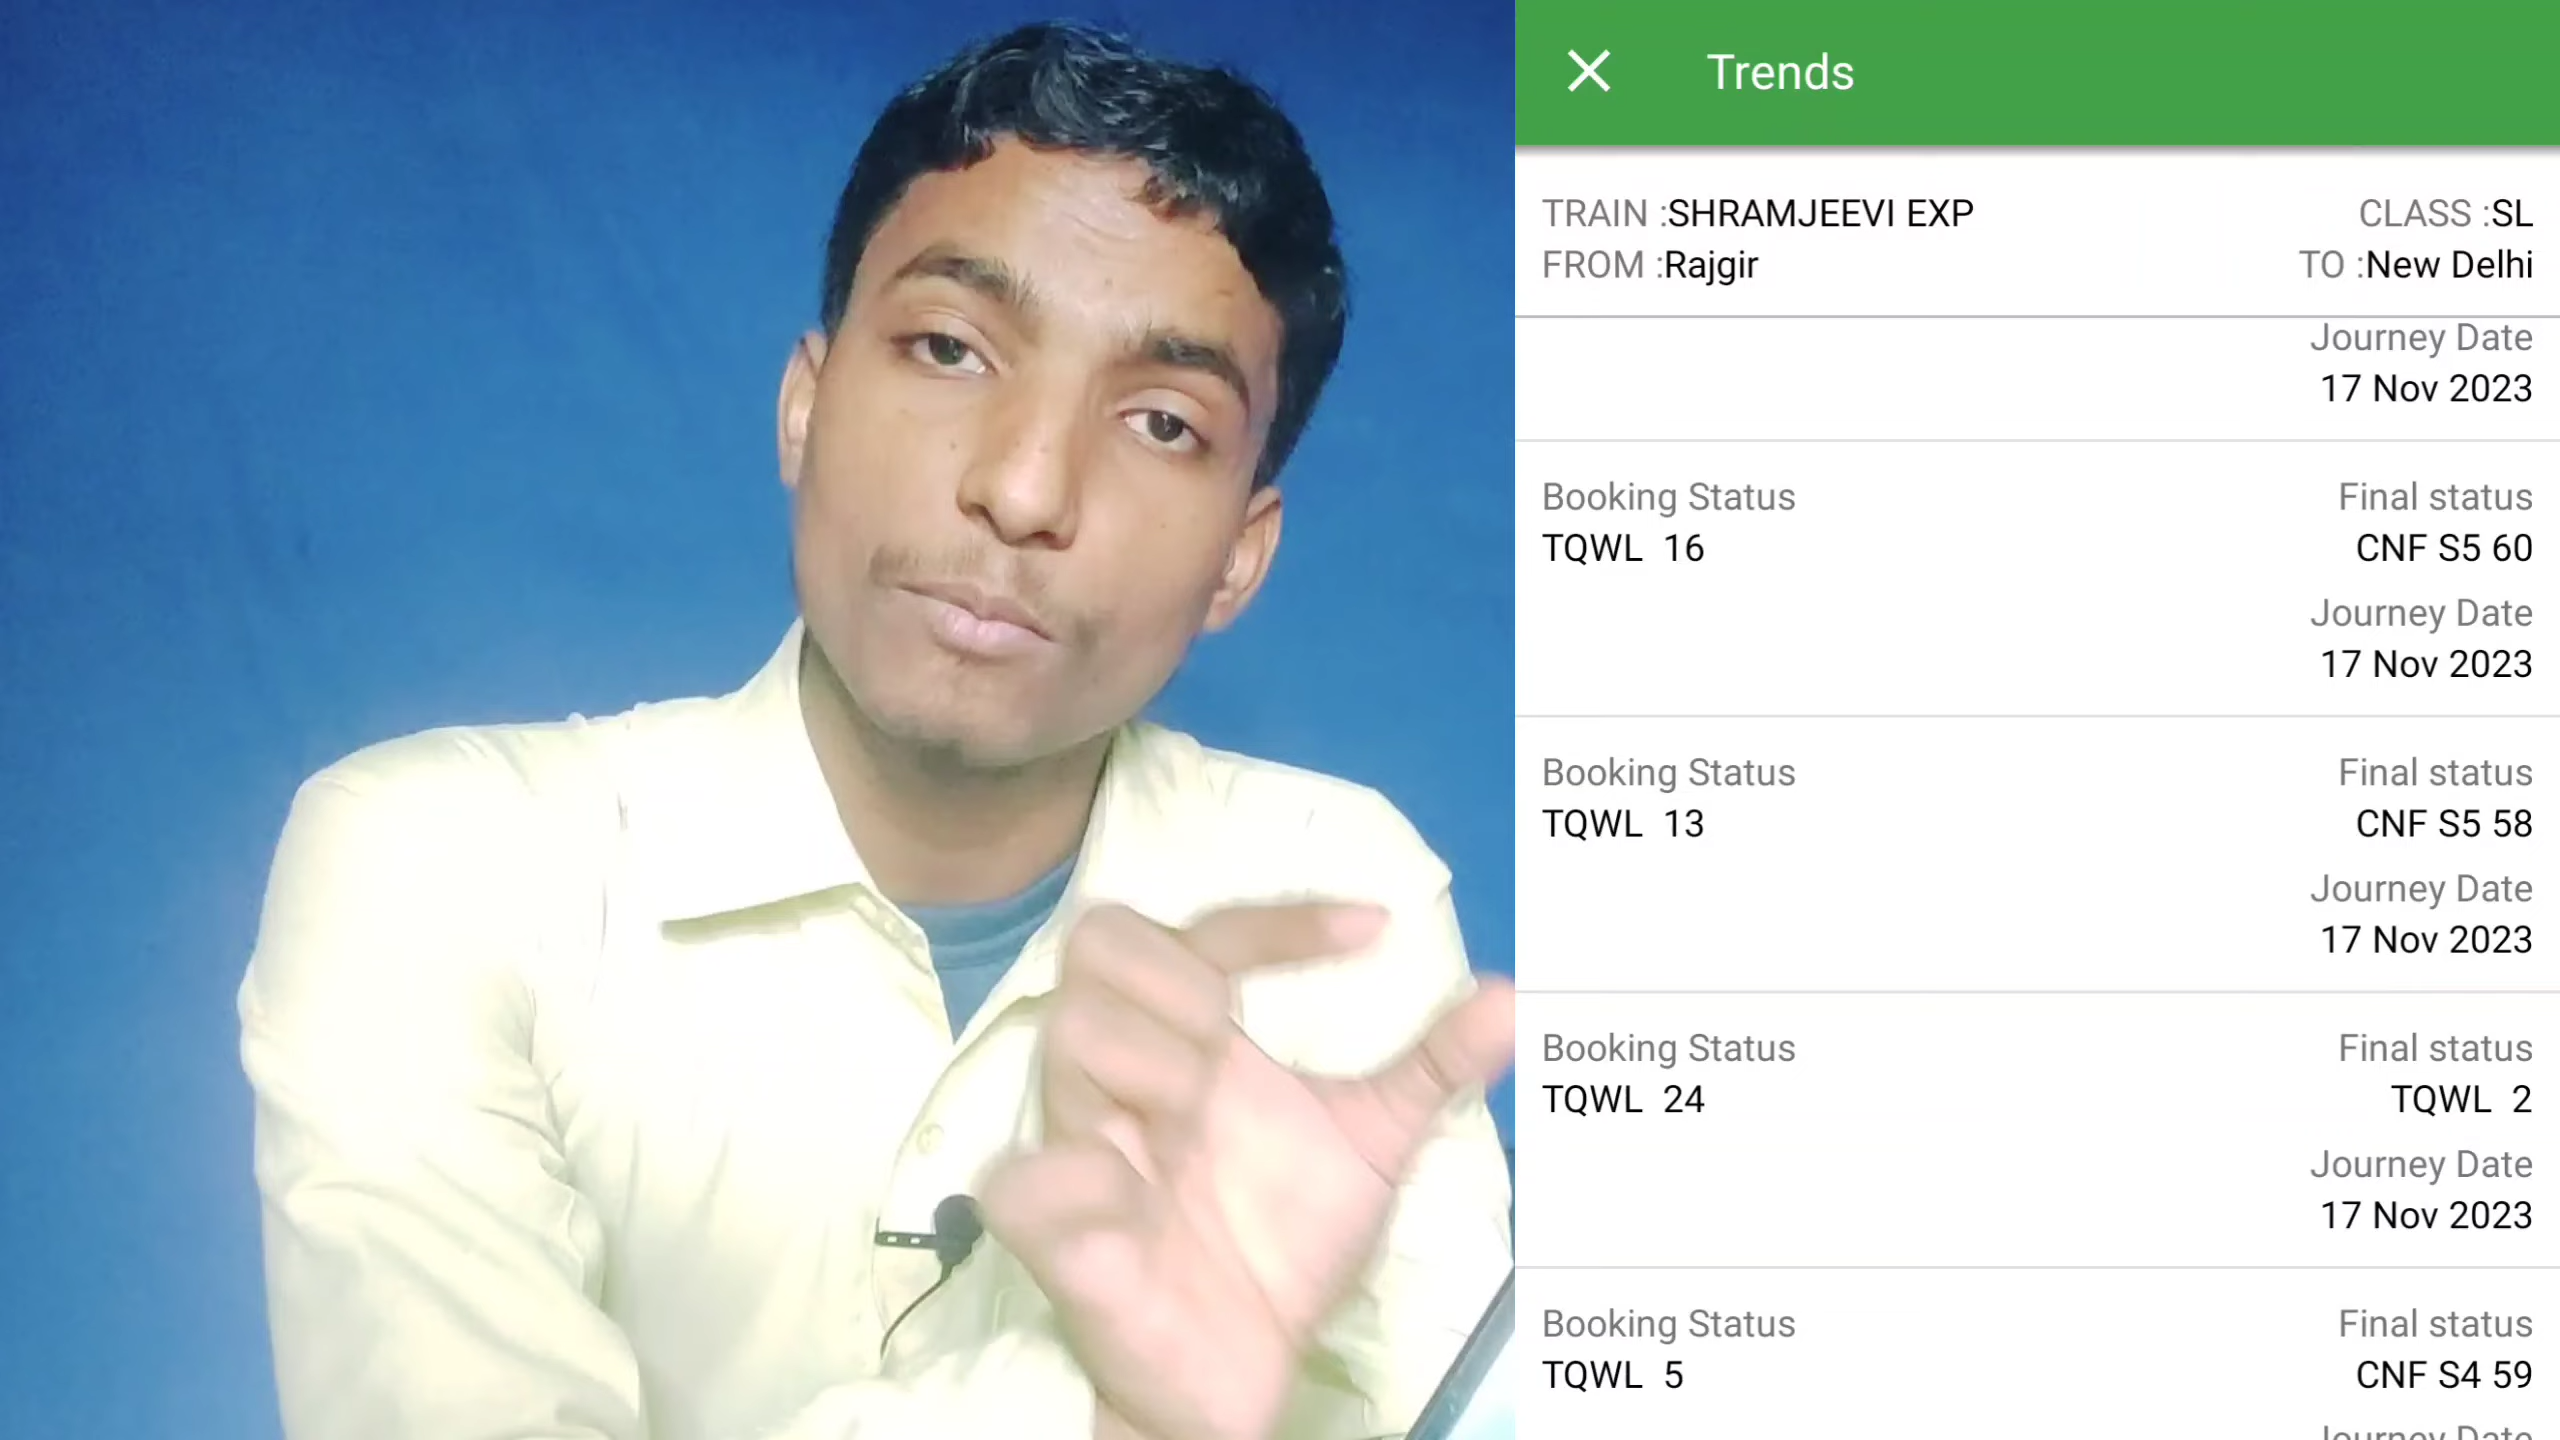 Trends
TRAIN :SHRAMJEEVI EXP CLASS :SL
FROM :Rajgir TO :New Delhi
Journey Date
17 Nov 2023
Booking Status Final status
TQWL 16 CNF S5 60
Journey Date
17 Nov 2023
Booking Status Final status
TQWL 13 CNF S5 58
Journey Date
17 Nov 2023
Booking Status Final status
TQWL 24 TQWL 2
Journey Date
17 Nov 2023
Booking Status Final status
TQWL 5 CNF S4 59
Journey Date